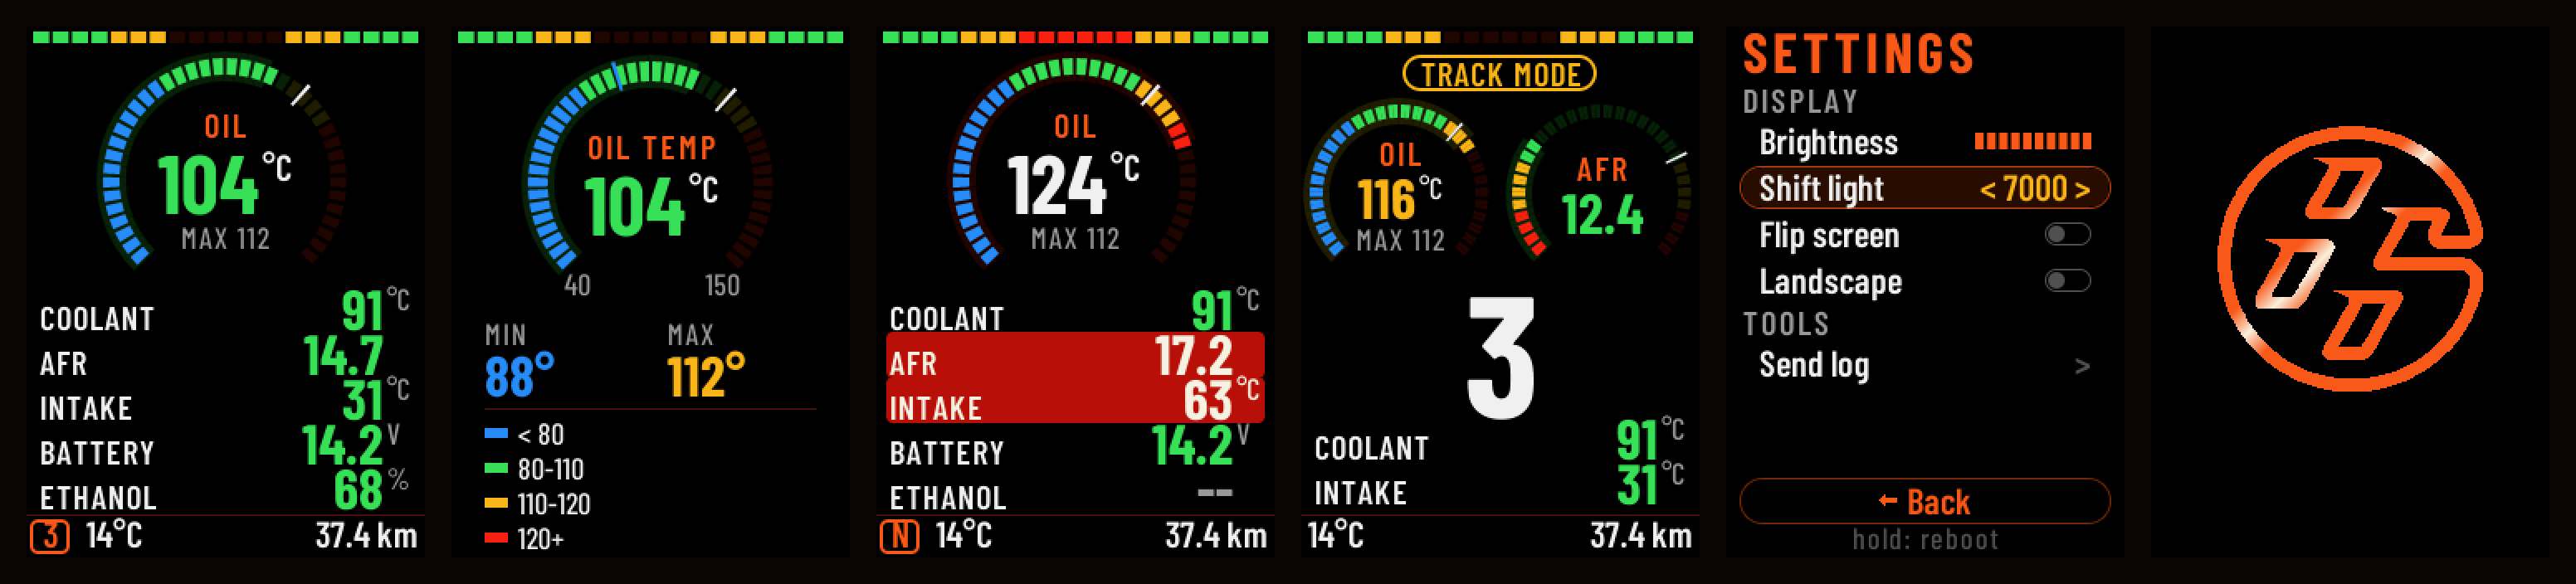 OIL
104 °C
MAX 112
COOLANT 91 °C
AFR 14.7
INTAKE 31 °C
BATTERY 14.2 V
ETHANOL 68 %
3 14°C 37.4 km
OIL TEMP
104 °C
40 150
MIN MAX
88° 112°
< 80
80-110
110-120
120+
OIL
124 °C
MAX 112
COOLANT 91 °C
AFR 17.2
INTAKE 63 °C
BATTERY 14.2 V
ETHANOL --
N 14°C 37.4 km
TRACK MODE
OIL
116 °C
MAX 112
AFR
12.4
3
COOLANT 91 °C
INTAKE 31 °C
14°C 37.4 km
SETTINGS
DISPLAY
Brightness
Shift light < 7000 >
Flip screen
Landscape
TOOLS
Send log >
← Back
hold: reboot